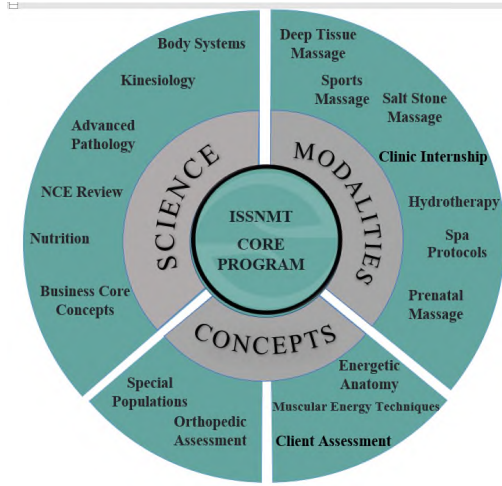 Body Systems
Kinesiology
Advanced
Pathology
NCE Review
Nutrition
Business Core
Concepts
SCIENCE
Deep Tissue
Massage
Sports
Massage
Salt Stone
Massage
Clinic Internship
Hydrotherapy
Spa
Protocols
Prenatal
Massage
MODALITIES
ISSNMT
CORE
PROGRAM
CONCEPTS
Special
Populations
Orthopedic
Assessment
Energetic
Anatomy
Muscular Energy Techniques
Client Assessment